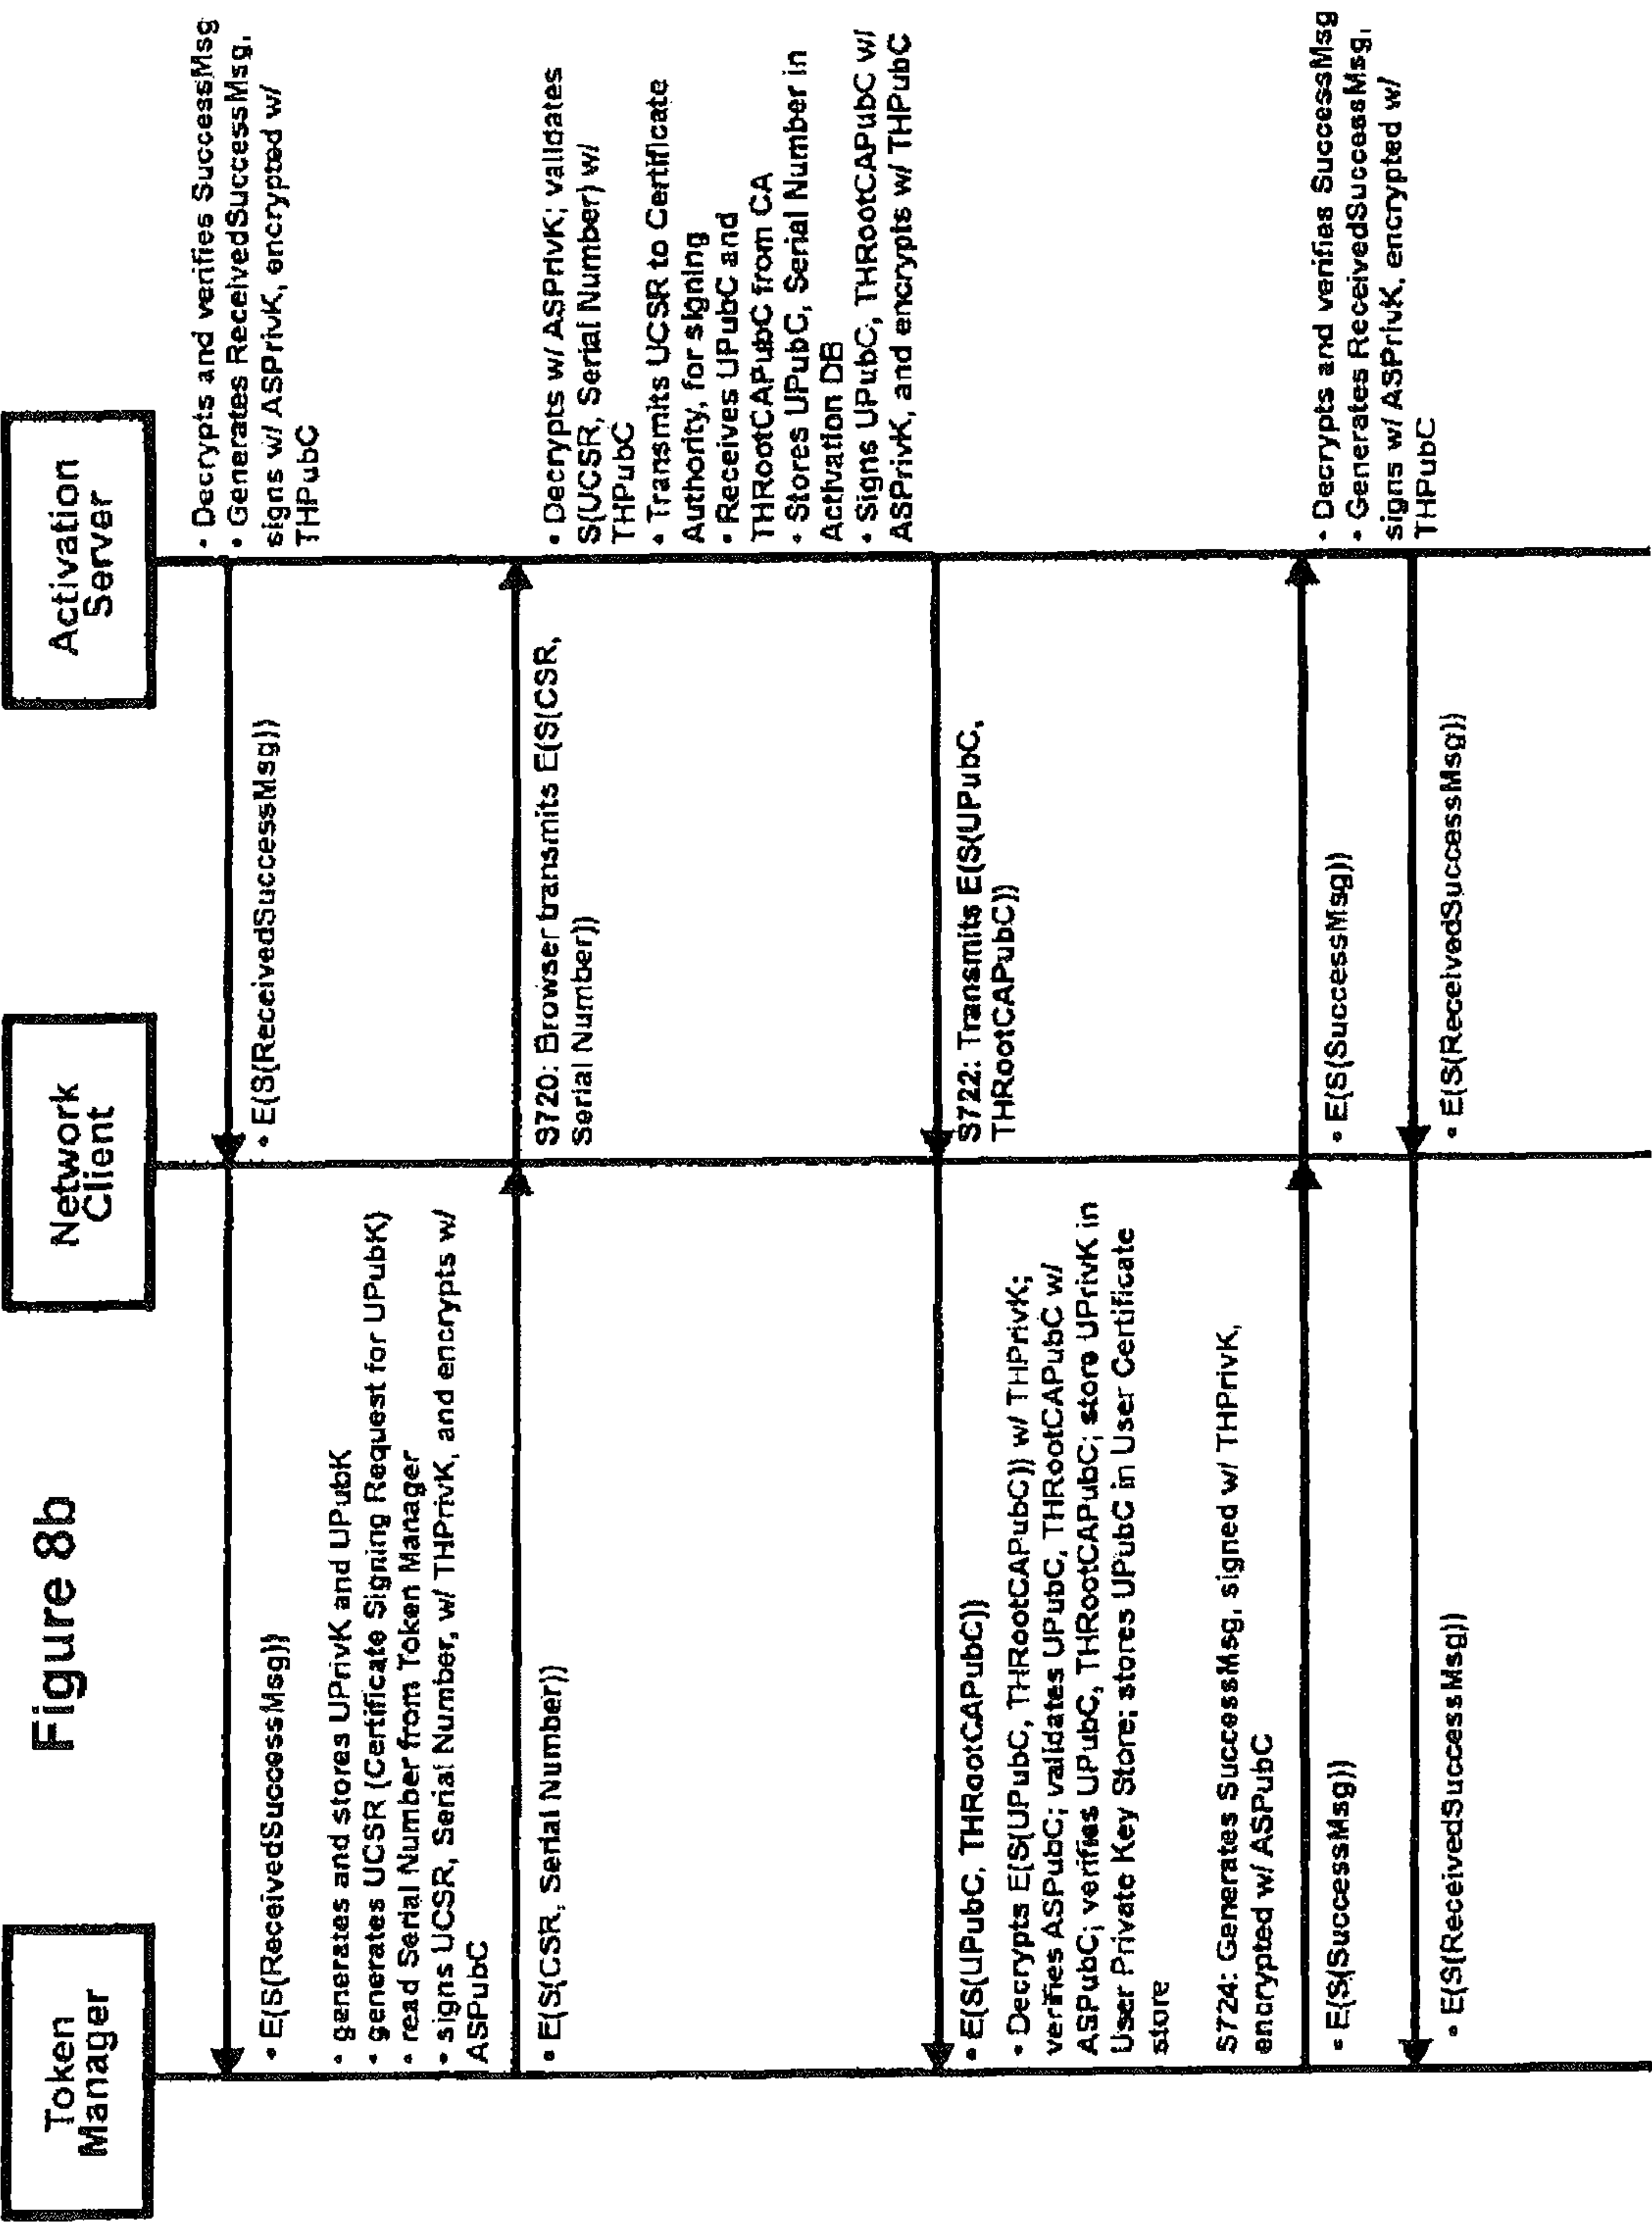 Figure 8b
Token
Manager
Network
Client
Activation
Server
• Decrypts and verifies SuccessMsg
• Generates ReceivedSuccessMsg,
signs w/ ASPrivK, encrypted w/
THPubC
• E(S(ReceivedSuccessMsg))
• E(S(ReceivedSuccessMsg))
• generates and stores UPrivK and UPubK
• generates UCSR (Certificate Signing Request for UPubK)
• read Serial Number from Token Manager
• signs UCSR, Serial Number, w/ THPrivK, and encrypts w/
ASPubC
• E(S(CSR, Serial Number))
S720: Browser transmits E(S(CSR,
Serial Number))
• Decrypts w/ ASPrivK; validates
S(UCSR, Serial Number) w/
THPubC
• Transmits UCSR to Certificate
Authority, for signing
• Receives UPubC and
THRootCAPubC from CA
• Stores UPubC, Serial Number in
Activation DB
• Signs UPubC, THRootCAPubC w/
ASPrivK, and encrypts w/ THPubC
S722: Transmits E(S(UPubC,
THRootCAPubC))
• E(S(UPubC, THRootCAPubC))
• Decrypts E(S(UPubC, THRootCAPubC)) w/ THPrivK;
verifies ASPubC; validates UPubC, THRootCAPubC w/
ASPubC; verifies UPubC, THRootCAPubC; store UPrivK in
User Private Key Store; stores UPubC in User Certificate
store
S724: Generates SuccessMsg, signed w/ THPrivK,
encrypted w/ ASPubC
• E(S(SuccessMsg))
• E(S(SuccessMsg))
• Decrypts and verifies SuccessMsg
• Generates ReceivedSuccessMsg,
signs w/ ASPrivK, encrypted w/
THPubC
• E(S(ReceivedSuccessMsg))
• E(S(ReceivedSuccessMsg))